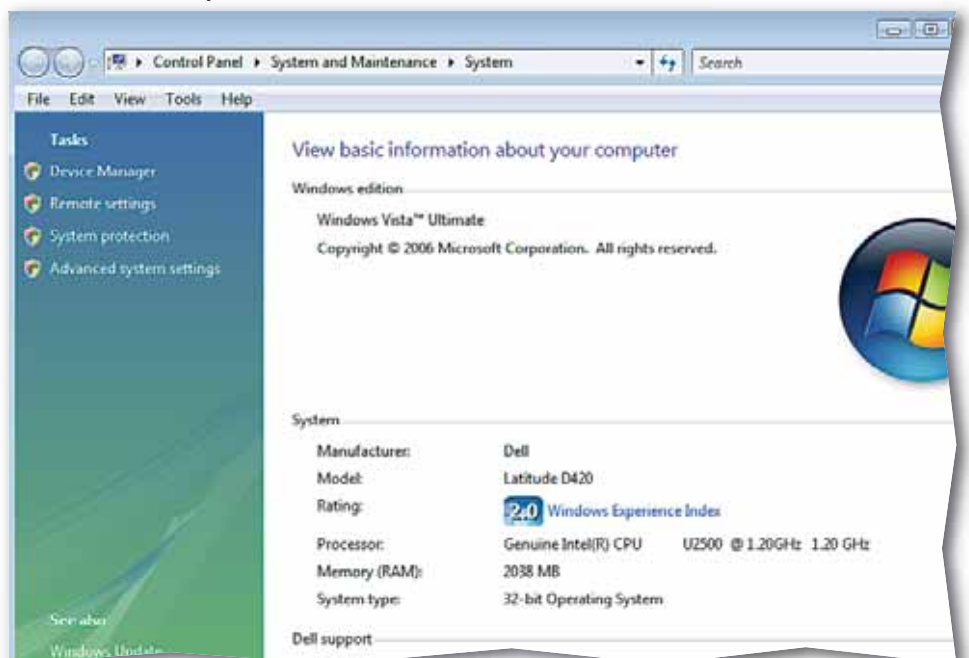 Control Panel System and Maintenance System Search
File Edit View Tools Help
Tasks
Device Manager
Remote settings
System protection
Advanced system settings
See also
Windows Update
View basic information about your computer
Windows edition
Windows Vista™ Ultimate
Copyright © 2006 Microsoft Corporation. All rights reserved.
System
Manufacturer: Dell
Model: Latitude D420
Rating: 2.0 Windows Experience Index
Processor: Genuine Intel(R) CPU U2500 @ 1.20GHz 1.20 GHz
Memory (RAM): 2038 MB
System type: 32-bit Operating System
Dell support